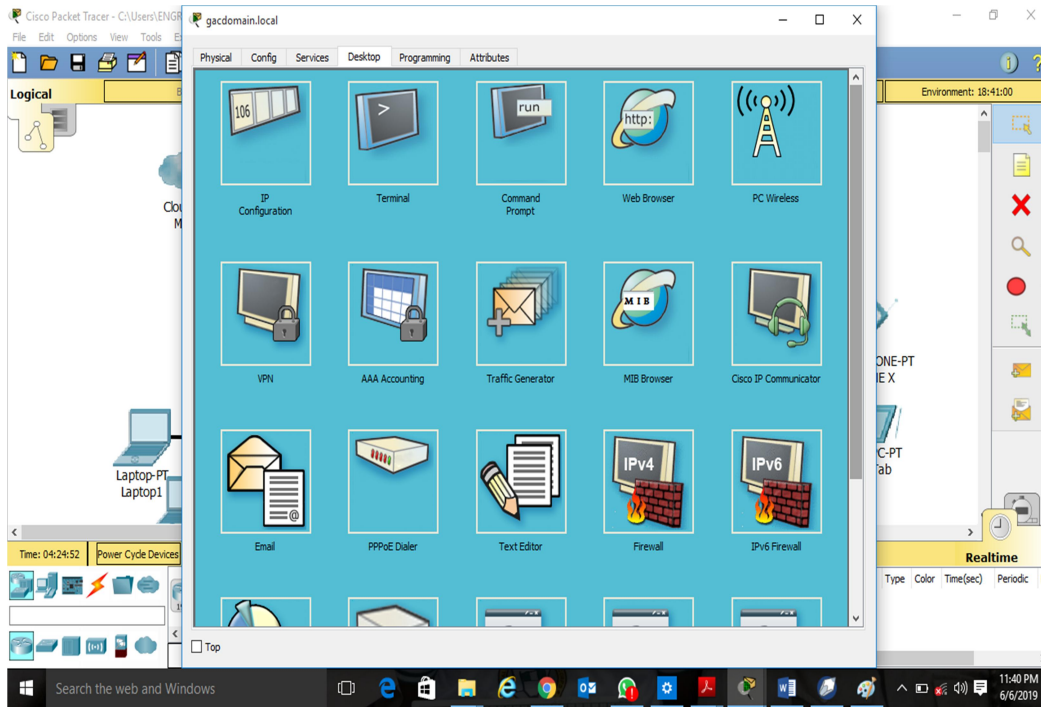 Cisco Packet Tracer - C:\Users\ENGR
File Edit Options View Tools
gacdomain.local
Physical Config Services Desktop Programming Attributes
Logical
Environment: 18:41:00
106
>
run
http:
IP
Configuration
Terminal
Command
Prompt
Web Browser
PC Wireless
MIB
VPN
AAA Accounting
Traffic Generator
MIB Browser
Cisco IP Communicator
@
IPv4
IPv6
Email
PPPoE Dialer
Text Editor
Firewall
IPv6 Firewall
Top
Laptop-PT
Laptop1
ONE-PT
E X
C-PT
Tab
Time: 04:24:52 Power Cycle Devices
Realtime
Type Color Time(sec) Periodic
Search the web and Windows
11:40 PM
6/6/2019